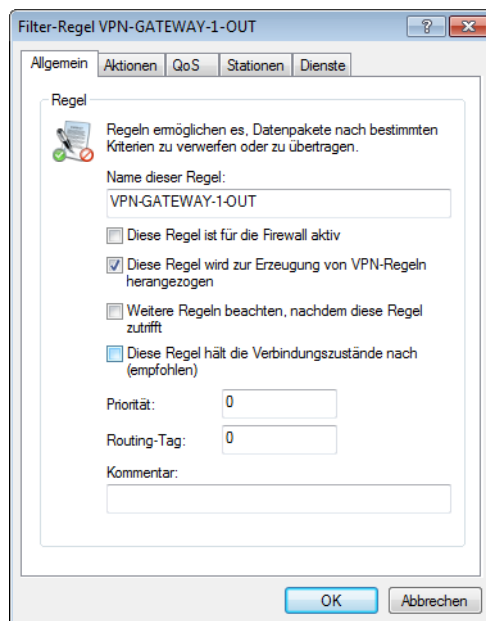 Filter-Regel VPN-GATEWAY-1-OUT
Allgemein
Aktionen
QoS
Stationen
Dienste
Regel
Regeln ermöglichen es, Datenpakete nach bestimmten
Kriterien zu verwerfen oder zu übertragen.
Name dieser Regel:
VPN-GATEWAY-1-OUT
Diese Regel ist für die Firewall aktiv
Diese Regel wird zur Erzeugung von VPN-Regeln
herangezogen
Weitere Regeln beachten, nachdem diese Regel
zutrifft
Diese Regel hält die Verbindungszustände nach
(empfohlen)
Priorität:
0
Routing-Tag:
0
Kommentar:
OK
Abbrechen